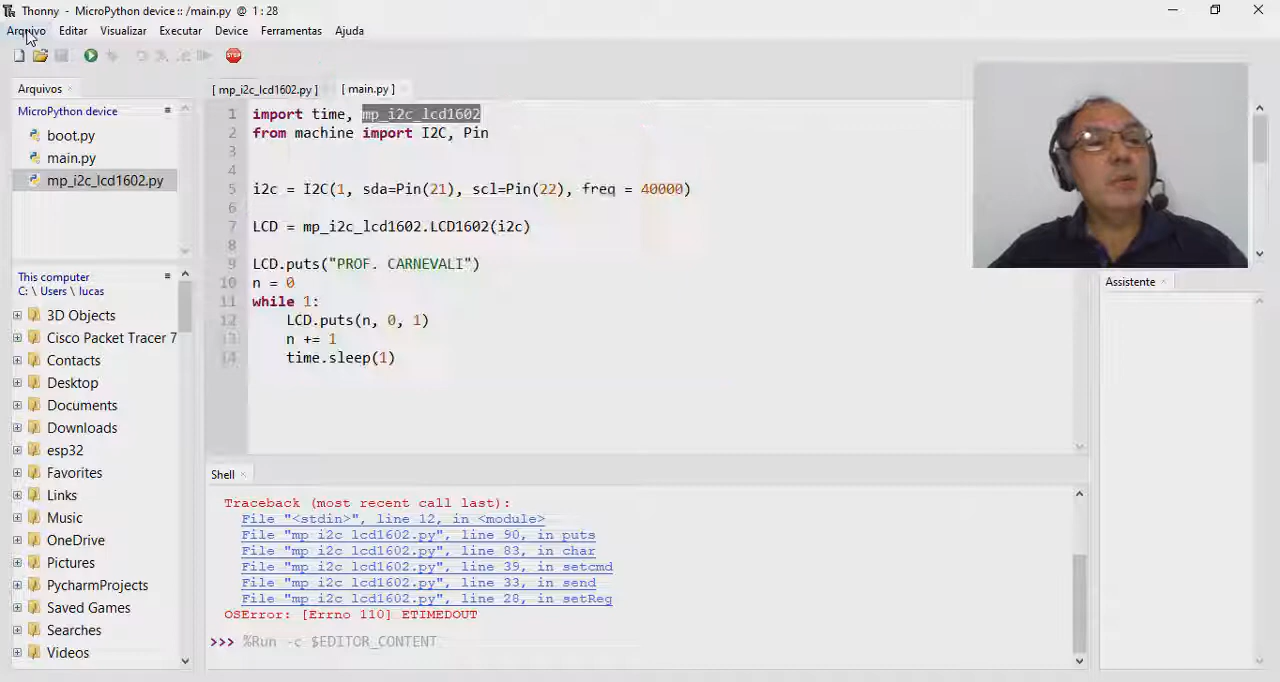 Thonny - MicroPython device :: /main.py @ 1 : 28
Arquivo Editar Visualizar Executar Device Ferramentas Ajuda
STOP
Arquivos
[ mp_i2c_lcd1602.py ] [ main.py ]
MicroPython device
boot.py
main.py
mp_i2c_lcd1602.py
This computer
C: \ Users \ lucas
3D Objects
Cisco Packet Tracer 7
Contacts
Desktop
Documents
Downloads
esp32
Favorites
Links
Music
OneDrive
Pictures
PycharmProjects
Saved Games
Searches
Videos
1 import time, mp_i2c_lcd1602
2 from machine import I2C, Pin
3
4
5 i2c = I2C(1, sda=Pin(21), scl=Pin(22), freq = 40000)
6
7 LCD = mp_i2c_lcd1602.LCD1602(i2c)
8
9 LCD.puts("PROF. CARNEVALI")
10 n = 0
11 while 1:
12 LCD.puts(n, 0, 1)
13 n += 1
14 time.sleep(1)
Shell
Traceback (most recent call last):
File "<stdin>", line 12, in <module>
File "mp_i2c_lcd1602.py", line 90, in puts
File "mp_i2c_lcd1602.py", line 83, in char
File "mp_i2c_lcd1602.py", line 39, in setcmd
File "mp_i2c_lcd1602.py", line 33, in send
File "mp_i2c_lcd1602.py", line 28, in setReg
OSError: [Errno 110] ETIMEDOUT
>>> %Run -c $EDITOR_CONTENT
Assistente